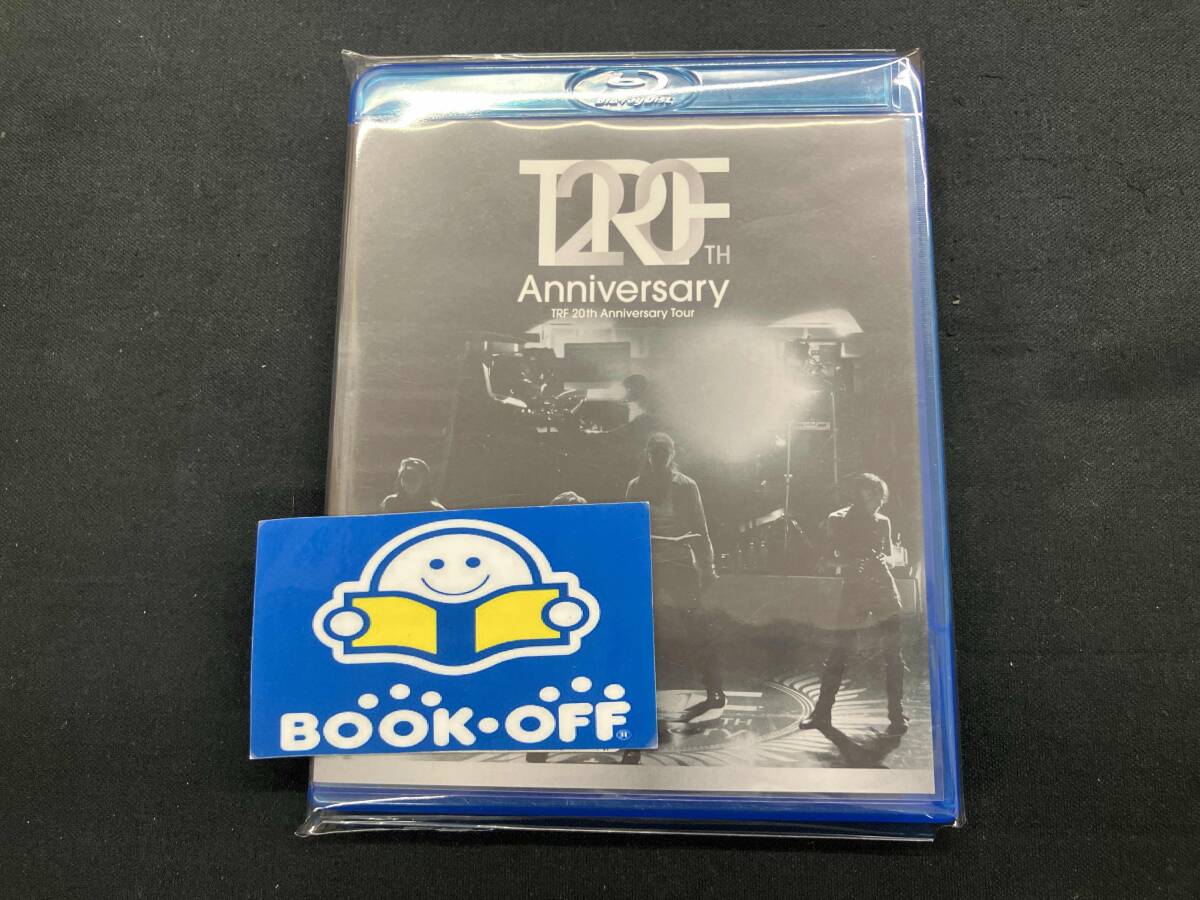 Blu-ray Disc
TRF 20TH
Anniversary
TRF 20th Anniversary Tour
BOOK・OFF®